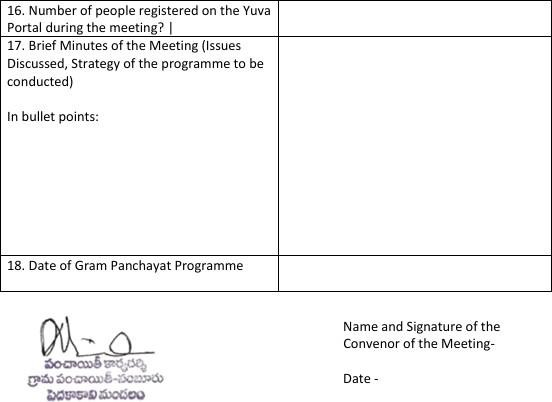 16. Number of people registered on the Yuva
Portal during the meeting? |
17. Brief Minutes of the Meeting (Issues
Discussed, Strategy of the programme to be
conducted)
In bullet points:
18. Date of Gram Panchayat Programme
పంచాయితీ కార్యదర్శి
గ్రామ పంచాయితీ-నంబూరు
పెదకాకాని మండలం
Name and Signature of the
Convenor of the Meeting-
Date -